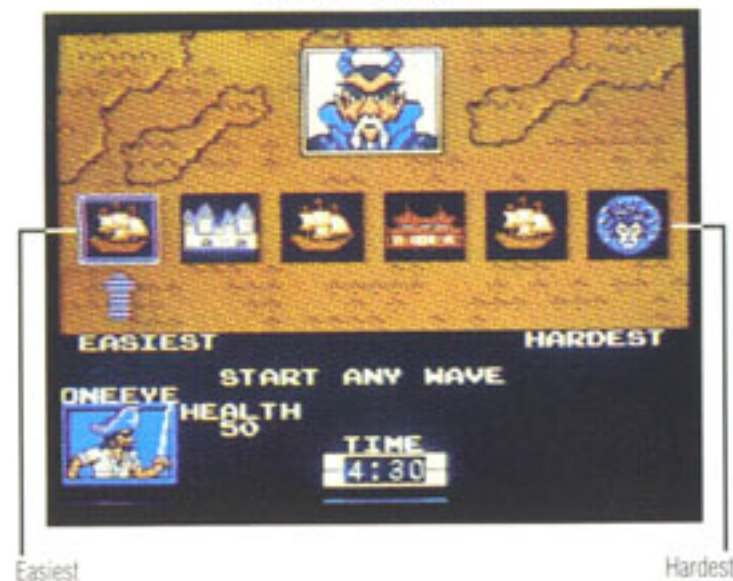 EASIEST
HARDEST
START ANY WAVE
ONEEYE
HEALTH
50
TIME
4:30
Easiest
Hardest